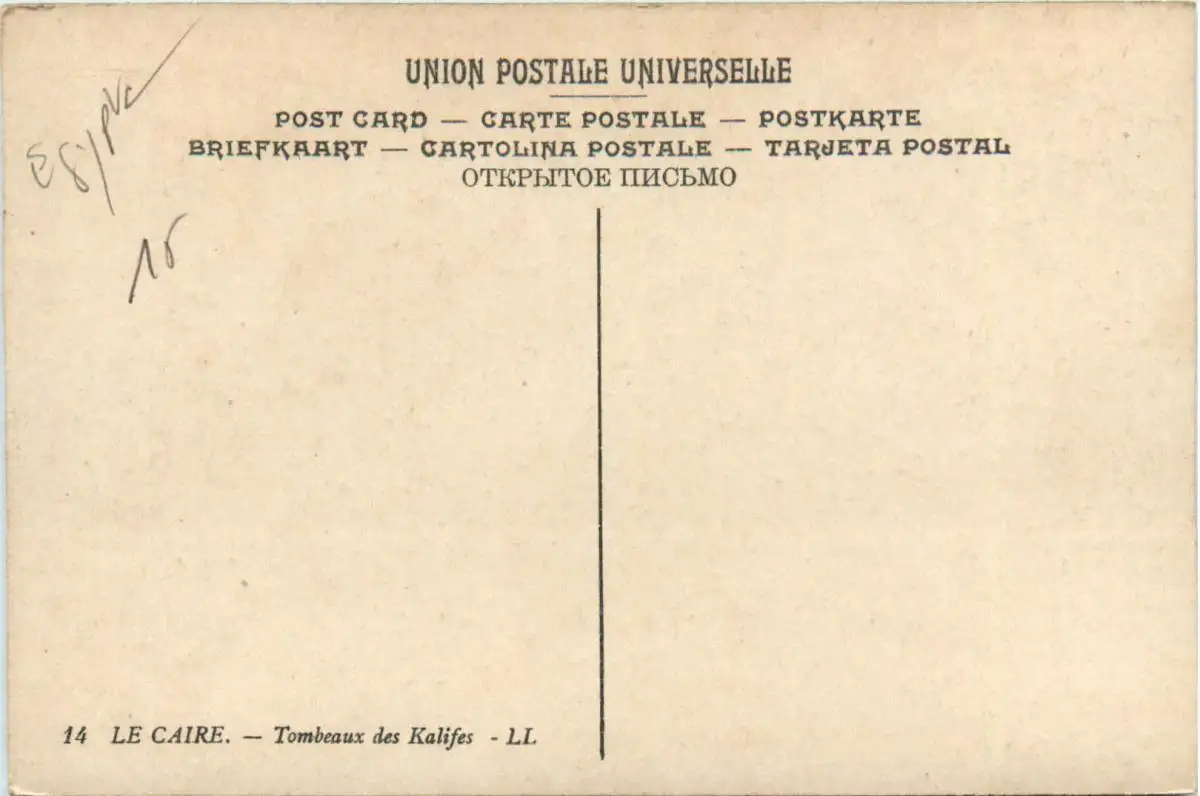 UNION POSTALE UNIVERSELLE
POST CARD — CARTE POSTALE — POSTKARTE
BRIEFKAART — CARTOLINA POSTALE — TARJETA POSTAL
ОТКРЫТОЕ ПИСЬМО
Egypte
15
14 LE CAIRE. — Tombeaux des Kalifes - LL